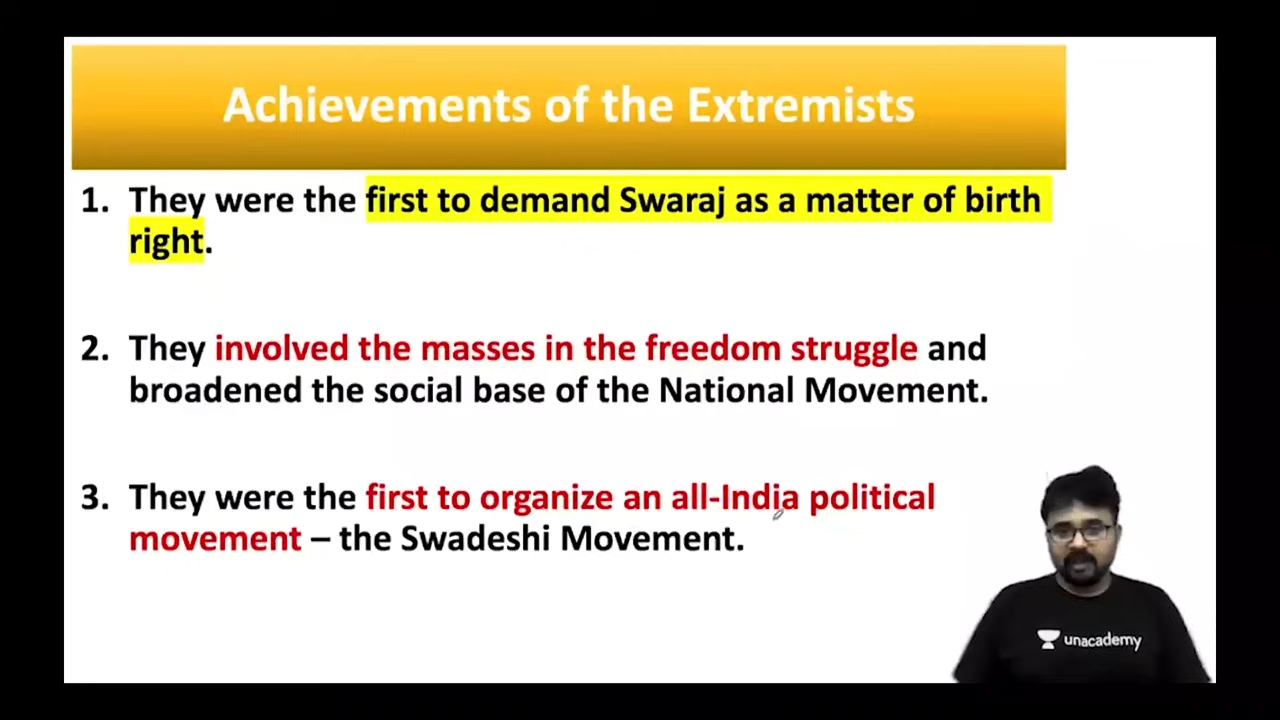 Achievements of the Extremists
1. They were the first to demand Swaraj as a matter of birth
right.
2. They involved the masses in the freedom struggle and
broadened the social base of the National Movement.
3. They were the first to organize an all-India political
movement – the Swadeshi Movement.
unacademy